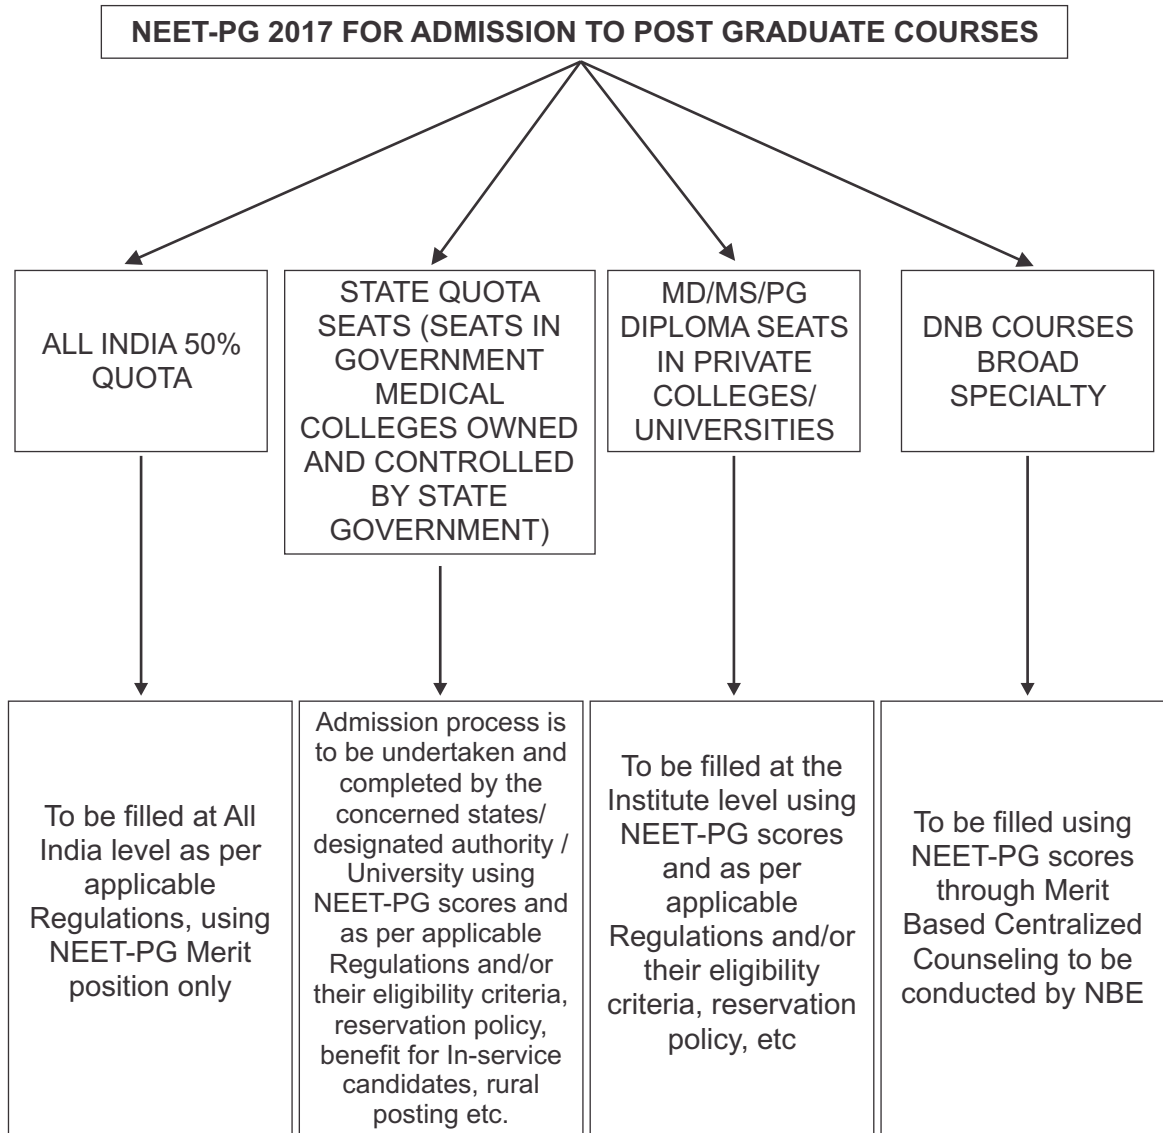 NEET-PG 2017 FOR ADMISSION TO POST GRADUATE COURSES
ALL INDIA 50%
QUOTA
STATE QUOTA
SEATS (SEATS IN
GOVERNMENT
MEDICAL
COLLEGES OWNED
AND CONTROLLED
BY STATE
GOVERNMENT)
MD/MS/PG
DIPLOMA SEATS
IN PRIVATE
COLLEGES/
UNIVERSITIES
DNB COURSES
BROAD
SPECIALTY
To be filled at All
India level as per
applicable
Regulations, using
NEET-PG Merit
position only
Admission process is
to be undertaken and
completed by the
concerned states/
designated authority /
University using
NEET-PG scores and
as per applicable
Regulations and/or
their eligibility criteria,
reservation policy,
benefit for In-service
candidates, rural
posting etc.
To be filled at the
Institute level using
NEET-PG scores
and as per
applicable
Regulations and/or
their eligibility
criteria, reservation
policy, etc
To be filled using
NEET-PG scores
through Merit
Based Centralized
Counseling to be
conducted by NBE